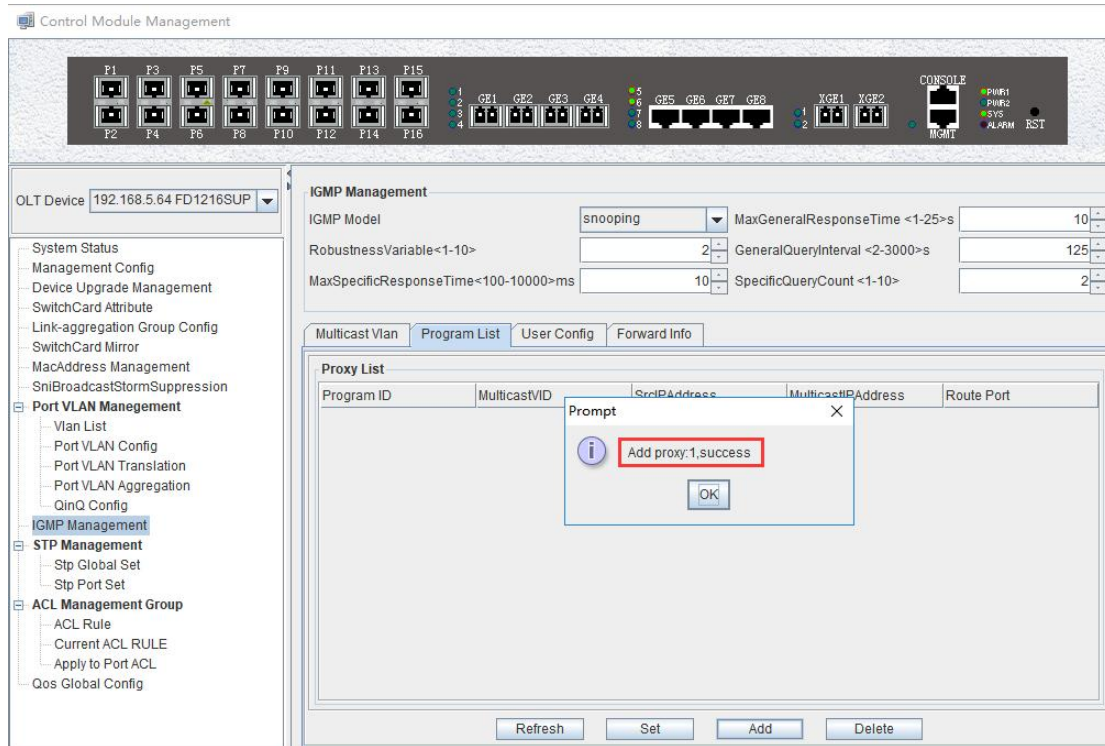 Control Module Management
P1 P3 P5 P7 P9 P11 P13 P15
P2 P4 P6 P8 P10 P12 P14 P16
1
2
3
4
GE1 GE2 GE3 GE4
5
6
7
8
GE5 GE6 GE7 GE8
1
2
XGE1 XGE2
CONSOLE
MGMT
PWR1
PWR2
SYS
ALARM
RST
OLT Device 192.168.5.64 FD1216SUP
System Status
Management Config
Device Upgrade Management
SwitchCard Attribute
Link-aggregation Group Config
SwitchCard Mirror
MacAddress Management
SniBroadcastStormSuppression
Port VLAN Management
Vlan List
Port VLAN Config
Port VLAN Translation
Port VLAN Aggregation
QinQ Config
IGMP Management
STP Management
Stp Global Set
Stp Port Set
ACL Management Group
ACL Rule
Current ACL RULE
Apply to Port ACL
Qos Global Config
IGMP Management
IGMP Model snooping MaxGeneralResponseTime <1-25>s 10
RobustnessVariable<1-10> 2 GeneralQueryInterval <2-3000>s 125
MaxSpecificResponseTime<100-10000>ms 10 SpecificQueryCount <1-10> 2
Multicast Vlan Program List User Config Forward Info
Proxy List
Program ID MulticastVID SrcIPAddress MulticastIPAddress Route Port
Prompt
Add proxy:1,success
OK
Refresh Set Add Delete